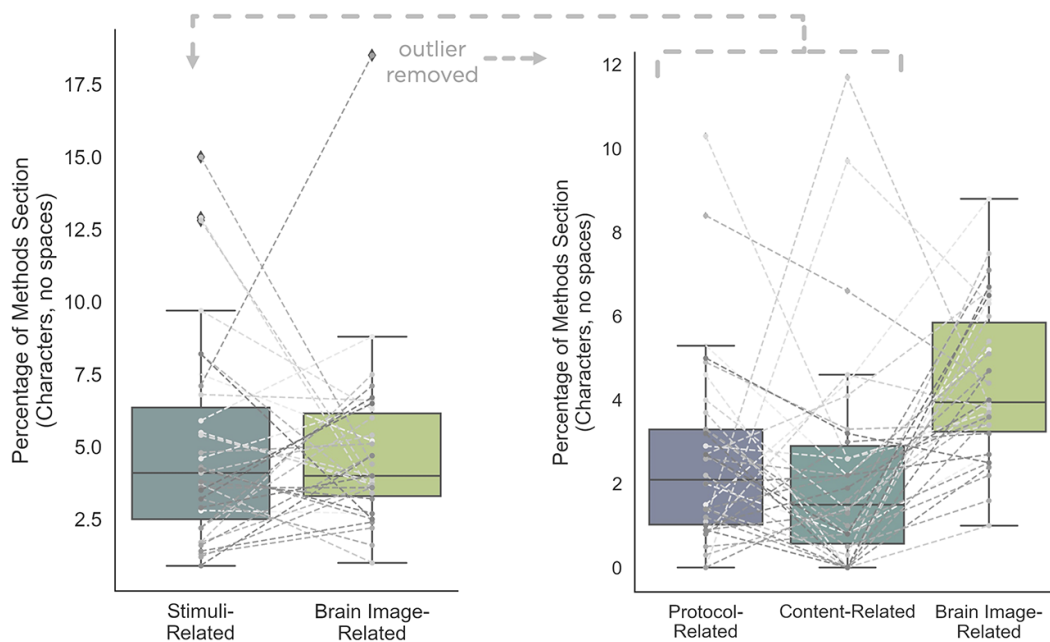 outlier
removed
Percentage of Methods Section
(Characters, no spaces)
17.5
15.0
12.5
10.0
7.5
5.0
2.5
Stimuli-
Related
Brain Image-
Related
Percentage of Methods Section
(Characters, no spaces)
12
10
8
6
4
2
0
Protocol-
Related
Content-Related
Brain Image-
Related